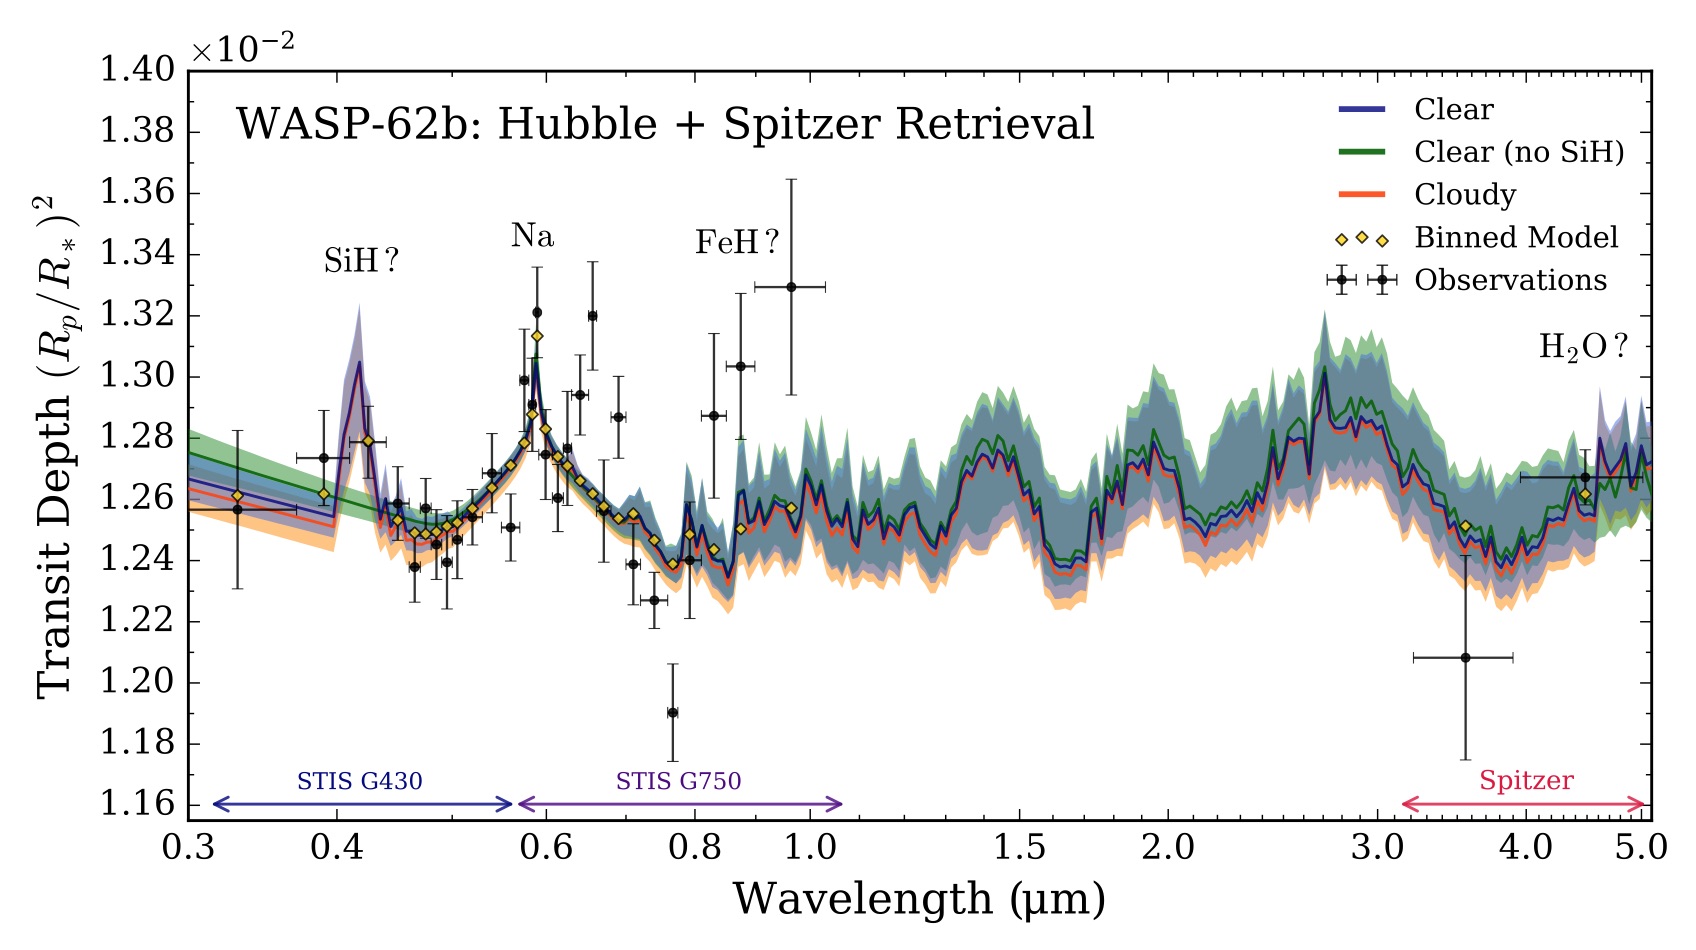 ×10⁻²
WASP-62b: Hubble + Spitzer Retrieval
Clear
Clear (no SiH)
Cloudy
Binned Model
Observations
SiH?
Na
FeH?
H₂O?
STIS G430
STIS G750
Spitzer
1.40
1.38
1.36
1.34
1.32
1.30
1.28
1.26
1.24
1.22
1.20
1.18
1.16
Transit Depth (Rₚ/R*)²
0.3 0.4 0.6 0.8 1.0 1.5 2.0 3.0 4.0 5.0
Wavelength (μm)